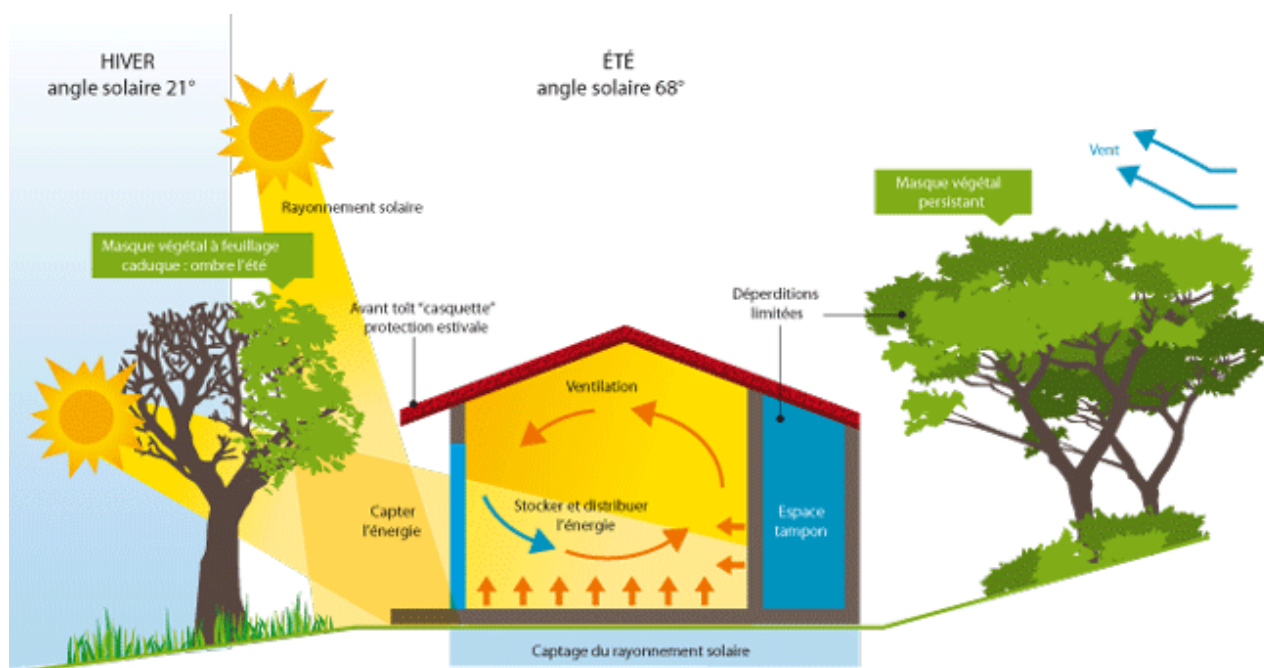 HIVER
angle solaire 21°
ÉTÉ
angle solaire 68°
Vent
Masque végétal
persistant
Rayonnement solaire
Masque végétal à feuillage
caduque : ombre l'été
Avant toît "casquette"
protection estivale
Déperditions
limitées
Ventilation
Capter
l'énergie
Stocker et distribuer
l'énergie
Espace
tampon
Captage du rayonnement solaire